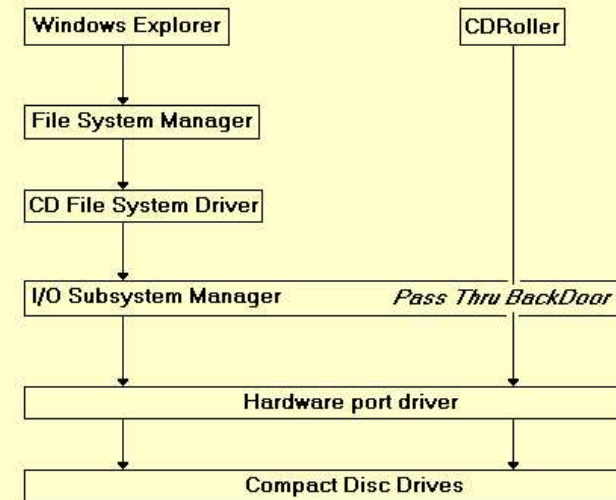 Windows Explorer
CDRoller
File System Manager
CD File System Driver
I/O Subsystem Manager
Pass Thru BackDoor
Hardware port driver
Compact Disc Drives